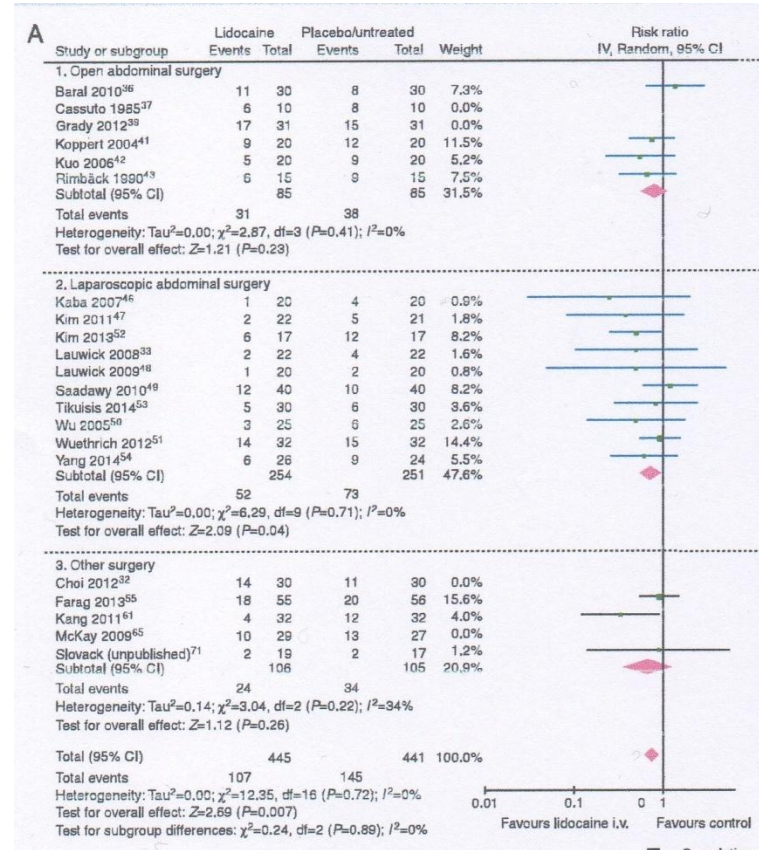 A
Lidocaine Placebo/untreated Risk ratio
Study or subgroup Events Total Events Total Weight IV, Random, 95% CI
1. Open abdominal surgery
Baral 2010³⁶ 11 30 8 30 7.3%
Cassuto 1985³⁷ 6 10 8 10 0.0%
Grady 2012³⁹ 17 31 15 31 0.0%
Koppert 2004⁴¹ 9 20 12 20 11.5%
Kuo 2006⁴² 5 20 9 20 5.2%
Rimbäck 1990⁴³ 6 15 9 15 7.5%
Subtotal (95% CI) 85 85 31.5%
Total events 31 38
Heterogeneity: Tau²=0.00; χ²=2.87, df=3 (P=0.41); I²=0%
Test for overall effect: Z=1.21 (P=0.23)
2. Laparoscopic abdominal surgery
Kaba 2007⁴⁶ 1 20 4 20 0.9%
Kim 2011⁴⁷ 2 22 5 21 1.8%
Kim 2013⁵² 6 17 12 17 8.2%
Lauwick 2008³³ 2 22 4 22 1.6%
Lauwick 2009⁴⁸ 1 20 2 20 0.8%
Saadawy 2010⁴⁹ 12 40 10 40 8.2%
Tikuisis 2014⁵³ 5 30 6 30 3.6%
Wu 2005⁵⁰ 3 25 6 25 2.6%
Wuethrich 2012⁵¹ 14 32 15 32 14.4%
Yang 2014⁵⁴ 6 26 9 24 5.5%
Subtotal (95% CI) 254 251 47.6%
Total events 52 73
Heterogeneity: Tau²=0.00; χ²=6.29, df=9 (P=0.71); I²=0%
Test for overall effect: Z=2.09 (P=0.04)
3. Other surgery
Choi 2012³² 14 30 11 30 0.0%
Farag 2013⁵⁵ 18 55 20 56 15.6%
Kang 2011⁶¹ 4 32 12 32 4.0%
McKay 2009⁶⁵ 10 29 13 27 0.0%
Slovack (unpublished)⁷¹ 2 19 2 17 1.2%
Subtotal (95% CI) 106 105 20.9%
Total events 24 34
Heterogeneity: Tau²=0.14; χ²=3.04, df=2 (P=0.22); I²=34%
Test for overall effect: Z=1.12 (P=0.26)
Total (95% CI) 445 441 100.0%
Total events 107 145
Heterogeneity: Tau²=0.00; χ²=12.35, df=16 (P=0.72); I²=0%
Test for overall effect: Z=2.69 (P=0.007)
Test for subgroup differences: χ²=0.24, df=2 (P=0.89); I²=0%
0.01 0.1 0 1
Favours lidocaine i.v. Favours control